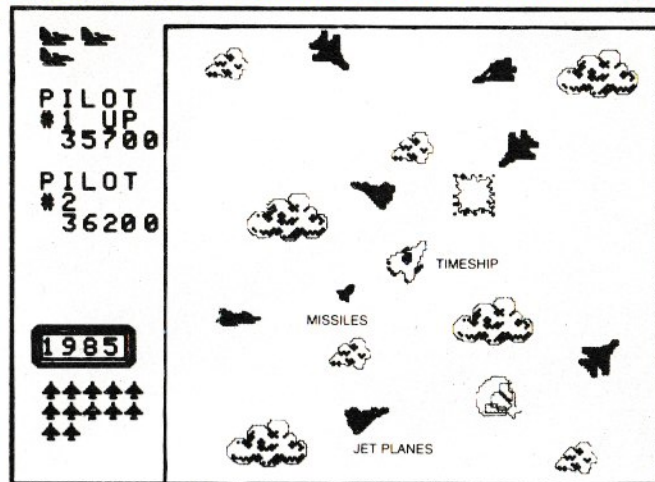 PILOT
#1 UP
35700
PILOT
#2
36200
1985
TIMESHIP
MISSILES
JET PLANES